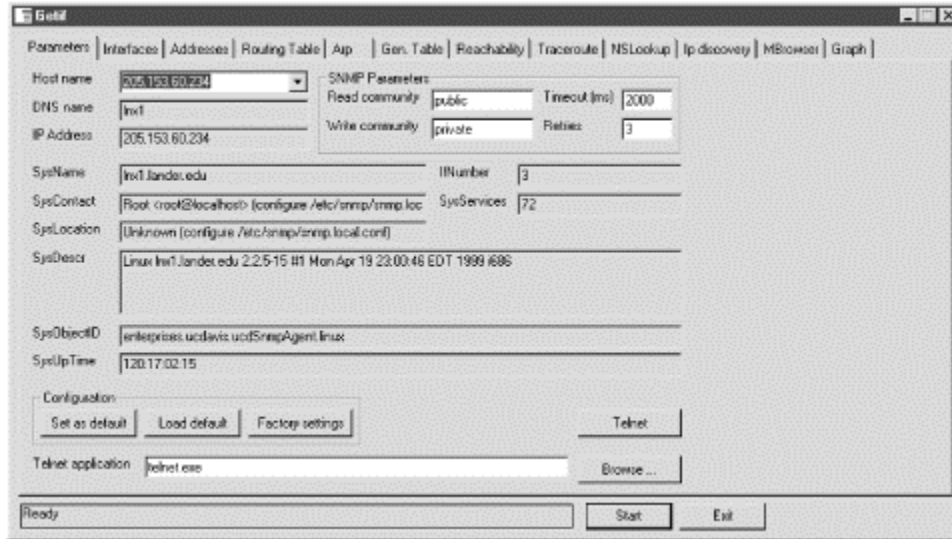 Getif
Parameters Interfaces Addresses Routing Table Arp Gen. Table Reachability Traceroute NSLookup Ip discovery MBrowser Graph
Host name 205.153.60.234 SNMP Parameters
Read community public Timeout (ms) 2000
DNS name lnx1
Write community private Retries 3
IP Address 205.153.60.234
SysName lnx1.lander.edu IfNumber 3
SysContact Root <root@localhost> (configure /etc/snmp/snmp.loc SysServices 72
SysLocation Unknown (configure /etc/snmp/snmp.local.conf)
SysDescr Linux lnx1.lander.edu 2.2.5-15 #1 Mon Apr 19 23:00:46 EDT 1999 i686
SysObjectID enterprises.ucdavis.ucdSnmpAgent.linux
SysUpTime 120:17:02.15
Configuration
Set as default Load default Factory settings Telnet
Telnet application telnet.exe Browse ...
Ready Start Exit